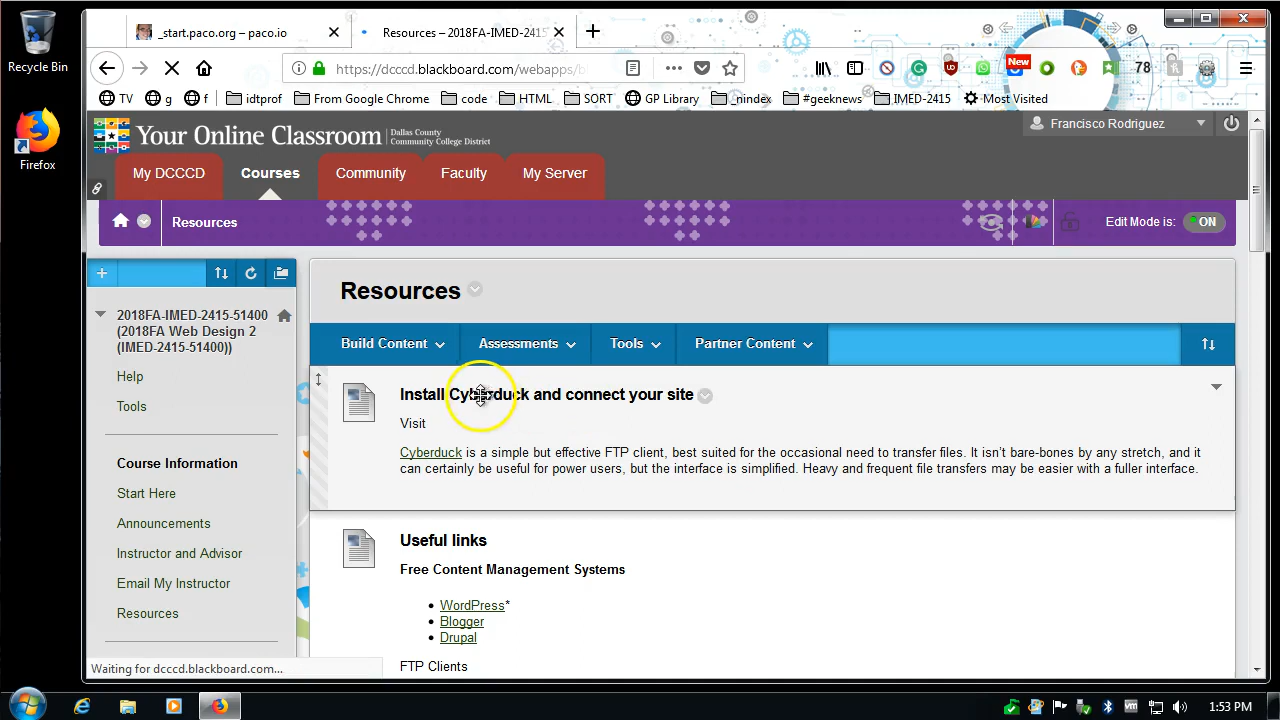 Recycle Bin
Firefox
_start.paco.org – paco.io
Resources – 2018FA-IMED-2415
https://dcccd.blackboard.com/webapps/b
New
78
TV
g
f
idtprof
From Google Chrome
code
HTML
SORT
GP Library
_nindex
#geeknews
IMED-2415
Most Visited
Your Online Classroom
Dallas County
Community College District
Francisco Rodriguez
My DCCCD
Courses
Community
Faculty
My Server
Resources
Edit Mode is:
ON
2018FA-IMED-2415-51400
(2018FA Web Design 2
(IMED-2415-51400))
Help
Tools
Course Information
Start Here
Announcements
Instructor and Advisor
Email My Instructor
Resources
Resources
Build Content
Assessments
Tools
Partner Content
Install Cyberduck and connect your site
Visit
Cyberduck is a simple but effective FTP client, best suited for the occasional need to transfer files. It isn’t bare-bones by any stretch, and it
can certainly be useful for power users, but the interface is simplified. Heavy and frequent file transfers may be easier with a fuller interface.
Useful links
Free Content Management Systems
• WordPress*
• Blogger
• Drupal
FTP Clients
Waiting for dcccd.blackboard.com...
1:53 PM